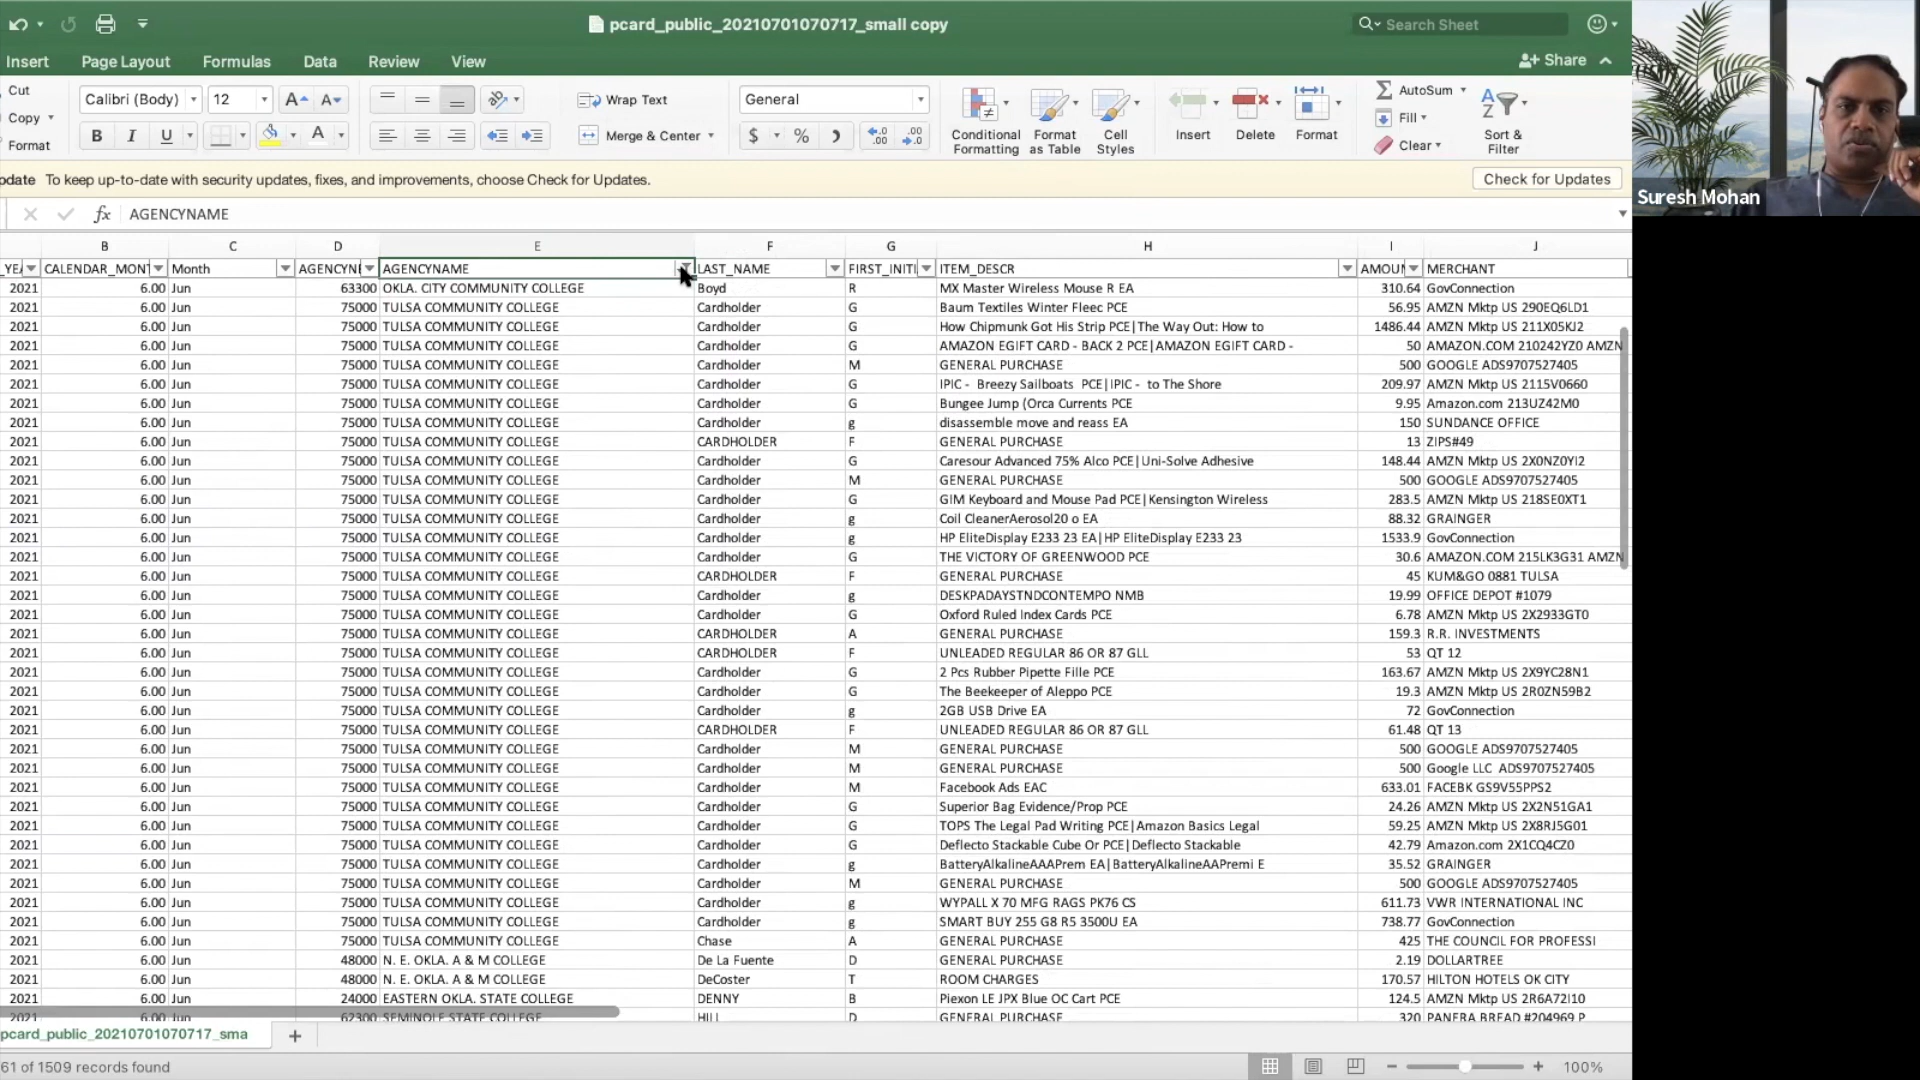 pcard_public_20210701070717_small copy
Search Sheet
Insert Page Layout Formulas Data Review View
Share
Cut
Copy
Format
Calibri (Body) 12
Wrap Text
Merge & Center
General
Conditional Formatting
Format as Table
Cell Styles
Insert Delete Format
AutoSum
Fill
Clear
Sort & Filter
pdate To keep up-to-date with security updates, fixes, and improvements, choose Check for Updates.
Check for Updates
Suresh Mohan
fx AGENCYNAME
B C D E F G H I J
_YEA CALENDAR_MONT Month AGENCYNE AGENCYNAME LAST_NAME FIRST_INITI ITEM_DESCR AMOUN MERCHANT
2021 6.00 Jun 63300 OKLA. CITY COMMUNITY COLLEGE Boyd R MX Master Wireless Mouse R EA 310.64 GovConnection
2021 6.00 Jun 75000 TULSA COMMUNITY COLLEGE Cardholder G Baum Textiles Winter Fleec PCE 56.95 AMZN Mktp US 290EQ6LD1
2021 6.00 Jun 75000 TULSA COMMUNITY COLLEGE Cardholder G How Chipmunk Got His Strip PCE|The Way Out: How to 1486.44 AMZN Mktp US 211X05KJ2
2021 6.00 Jun 75000 TULSA COMMUNITY COLLEGE Cardholder G AMAZON EGIFT CARD - BACK 2 PCE|AMAZON EGIFT CARD - 50 AMAZON.COM 210242YZ0 AMZN
2021 6.00 Jun 75000 TULSA COMMUNITY COLLEGE Cardholder M GENERAL PURCHASE 500 GOOGLE ADS9707527405
2021 6.00 Jun 75000 TULSA COMMUNITY COLLEGE Cardholder G IPIC - Breezy Sailboats PCE|IPIC - to The Shore 209.97 AMZN Mktp US 2115V0660
2021 6.00 Jun 75000 TULSA COMMUNITY COLLEGE Cardholder G Bungee Jump (Orca Currents PCE 9.95 Amazon.com 213UZ42M0
2021 6.00 Jun 75000 TULSA COMMUNITY COLLEGE Cardholder g disassemble move and reass EA 150 SUNDANCE OFFICE
2021 6.00 Jun 75000 TULSA COMMUNITY COLLEGE CARDHOLDER F GENERAL PURCHASE 13 ZIPS#49
2021 6.00 Jun 75000 TULSA COMMUNITY COLLEGE Cardholder G Caresour Advanced 75% Alco PCE|Uni-Solve Adhesive 148.44 AMZN Mktp US 2X0NZ0YI2
2021 6.00 Jun 75000 TULSA COMMUNITY COLLEGE Cardholder M GENERAL PURCHASE 500 GOOGLE ADS9707527405
2021 6.00 Jun 75000 TULSA COMMUNITY COLLEGE Cardholder G GIM Keyboard and Mouse Pad PCE|Kensington Wireless 283.5 AMZN Mktp US 218SE0XT1
2021 6.00 Jun 75000 TULSA COMMUNITY COLLEGE Cardholder g Coil CleanerAerosol20 o EA 88.32 GRAINGER
2021 6.00 Jun 75000 TULSA COMMUNITY COLLEGE Cardholder g HP EliteDisplay E233 23 EA|HP EliteDisplay E233 23 1533.9 GovConnection
2021 6.00 Jun 75000 TULSA COMMUNITY COLLEGE Cardholder G THE VICTORY OF GREENWOOD PCE 30.6 AMAZON.COM 215LK3G31 AMZN
2021 6.00 Jun 75000 TULSA COMMUNITY COLLEGE CARDHOLDER F GENERAL PURCHASE 45 KUM&GO 0881 TULSA
2021 6.00 Jun 75000 TULSA COMMUNITY COLLEGE Cardholder g DESKPADAYSTNDCONTEMPO NMB 19.99 OFFICE DEPOT #1079
2021 6.00 Jun 75000 TULSA COMMUNITY COLLEGE Cardholder G Oxford Ruled Index Cards PCE 6.78 AMZN Mktp US 2X2933GT0
2021 6.00 Jun 75000 TULSA COMMUNITY COLLEGE CARDHOLDER A GENERAL PURCHASE 159.3 R.R. INVESTMENTS
2021 6.00 Jun 75000 TULSA COMMUNITY COLLEGE CARDHOLDER F UNLEADED REGULAR 86 OR 87 GLL 53 QT 12
2021 6.00 Jun 75000 TULSA COMMUNITY COLLEGE Cardholder G 2 Pcs Rubber Pipette Fille PCE 163.67 AMZN Mktp US 2X9YC28N1
2021 6.00 Jun 75000 TULSA COMMUNITY COLLEGE Cardholder G The Beekeeper of Aleppo PCE 19.3 AMZN Mktp US 2R0ZN59B2
2021 6.00 Jun 75000 TULSA COMMUNITY COLLEGE Cardholder g 2GB USB Drive EA 72 GovConnection
2021 6.00 Jun 75000 TULSA COMMUNITY COLLEGE CARDHOLDER F UNLEADED REGULAR 86 OR 87 GLL 61.48 QT 13
2021 6.00 Jun 75000 TULSA COMMUNITY COLLEGE Cardholder M GENERAL PURCHASE 500 GOOGLE ADS9707527405
2021 6.00 Jun 75000 TULSA COMMUNITY COLLEGE Cardholder M GENERAL PURCHASE 500 Google LLC ADS9707527405
2021 6.00 Jun 75000 TULSA COMMUNITY COLLEGE Cardholder M Facebook Ads EAC 633.01 FACEBK GS9V55PPS2
2021 6.00 Jun 75000 TULSA COMMUNITY COLLEGE Cardholder G Superior Bag Evidence/Prop PCE 24.26 AMZN Mktp US 2X2N51GA1
2021 6.00 Jun 75000 TULSA COMMUNITY COLLEGE Cardholder G TOPS The Legal Pad Writing PCE|Amazon Basics Legal 59.25 AMZN Mktp US 2X8RJ5G01
2021 6.00 Jun 75000 TULSA COMMUNITY COLLEGE Cardholder G Deflecto Stackable Cube Or PCE|Deflecto Stackable 42.79 Amazon.com 2X1CQ4CZ0
2021 6.00 Jun 75000 TULSA COMMUNITY COLLEGE Cardholder g BatteryAlkalineAAAPrem EA|BatteryAlkalineAAPremi E 35.52 GRAINGER
2021 6.00 Jun 75000 TULSA COMMUNITY COLLEGE Cardholder M GENERAL PURCHASE 500 GOOGLE ADS9707527405
2021 6.00 Jun 75000 TULSA COMMUNITY COLLEGE Cardholder g WYPALL X 70 MFG RAGS PK76 CS 611.73 VWR INTERNATIONAL INC
2021 6.00 Jun 75000 TULSA COMMUNITY COLLEGE Cardholder g SMART BUY 255 G8 R5 3500U EA 738.77 GovConnection
2021 6.00 Jun 75000 TULSA COMMUNITY COLLEGE Chase A GENERAL PURCHASE 425 THE COUNCIL FOR PROFESSI
2021 6.00 Jun 48000 N. E. OKLA. A & M COLLEGE De La Fuente D GENERAL PURCHASE 2.19 DOLLARTREE
2021 6.00 Jun 48000 N. E. OKLA. A & M COLLEGE DeCoster T ROOM CHARGES 170.57 HILTON HOTELS OK CITY
2021 6.00 Jun 24000 EASTERN OKLA. STATE COLLEGE DENNY B Piexon LE JPX Blue OC Cart PCE 124.5 AMZN Mktp US 2R6A72I10
2021 6.00 Jun 62300 SEMINOLE STATE COLLEGE HILL D GENERAL PURCHASE 320 PANERA BREAD #204969 P
pcard_public_20210701070717_sma
61 of 1509 records found
100%